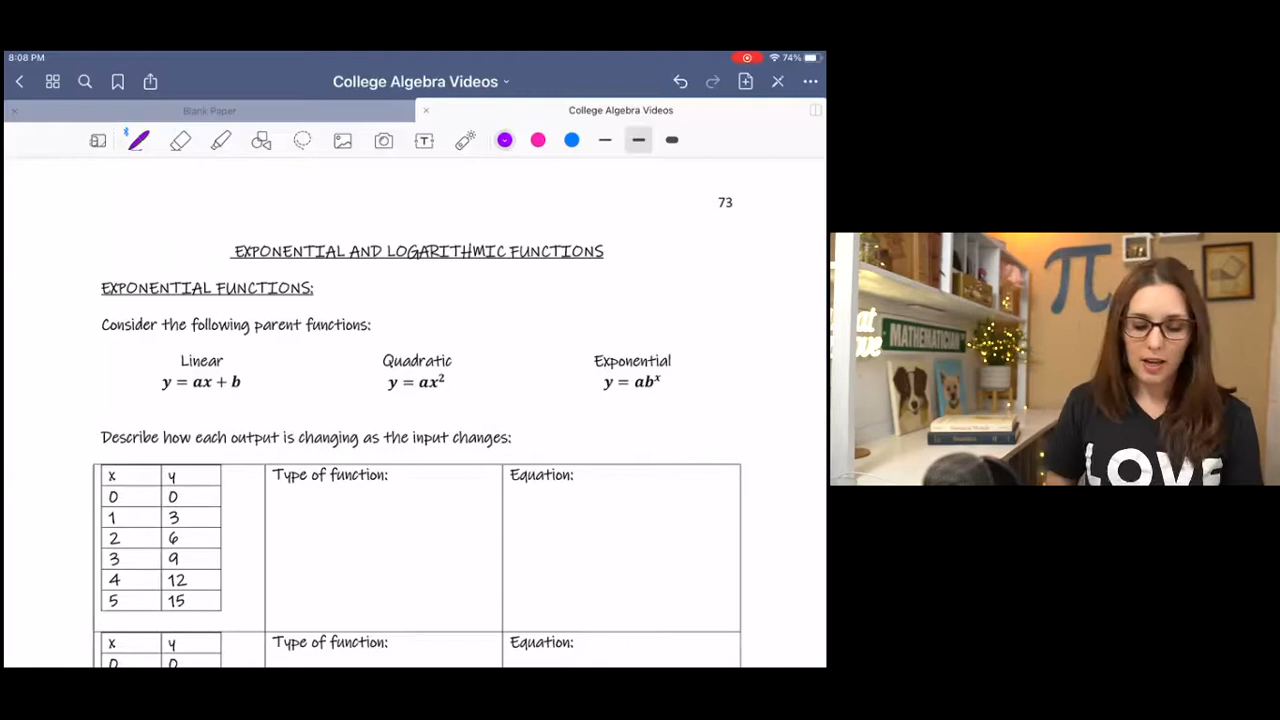 8:08 PM
74%
College Algebra Videos
Blank Paper
College Algebra Videos
73
EXPONENTIAL AND LOGARITHMIC FUNCTIONS
EXPONENTIAL FUNCTIONS:
Consider the following parent functions:
Linear Quadratic Exponential
y = ax + b y = ax² y = abˣ
Describe how each output is changing as the input changes:
x y Type of function: Equation:
0 0
1 3
2 6
3 9
4 12
5 15
x y Type of function: Equation:
0 0
MATHEMATICIAN
π
LOVE